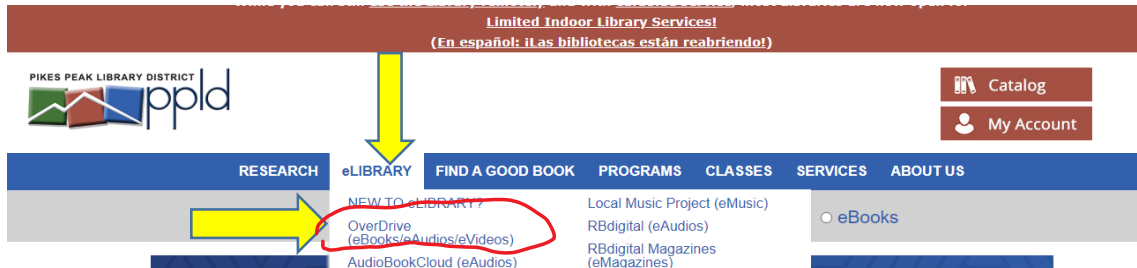 Limited Indoor Library Services!
(En español: ¡Las bibliotecas están reabriendo!)
PIKES PEAK LIBRARY DISTRICT
ppld
Catalog
My Account
RESEARCH eLIBRARY FIND A GOOD BOOK PROGRAMS CLASSES SERVICES ABOUT US
NEW TO eLIBRARY?
OverDrive
(eBooks/eAudios/eVideos)
AudioBookCloud (eAudios)
Local Music Project (eMusic)
RBdigital (eAudios)
RBdigital Magazines
(eMagazines)
eBooks